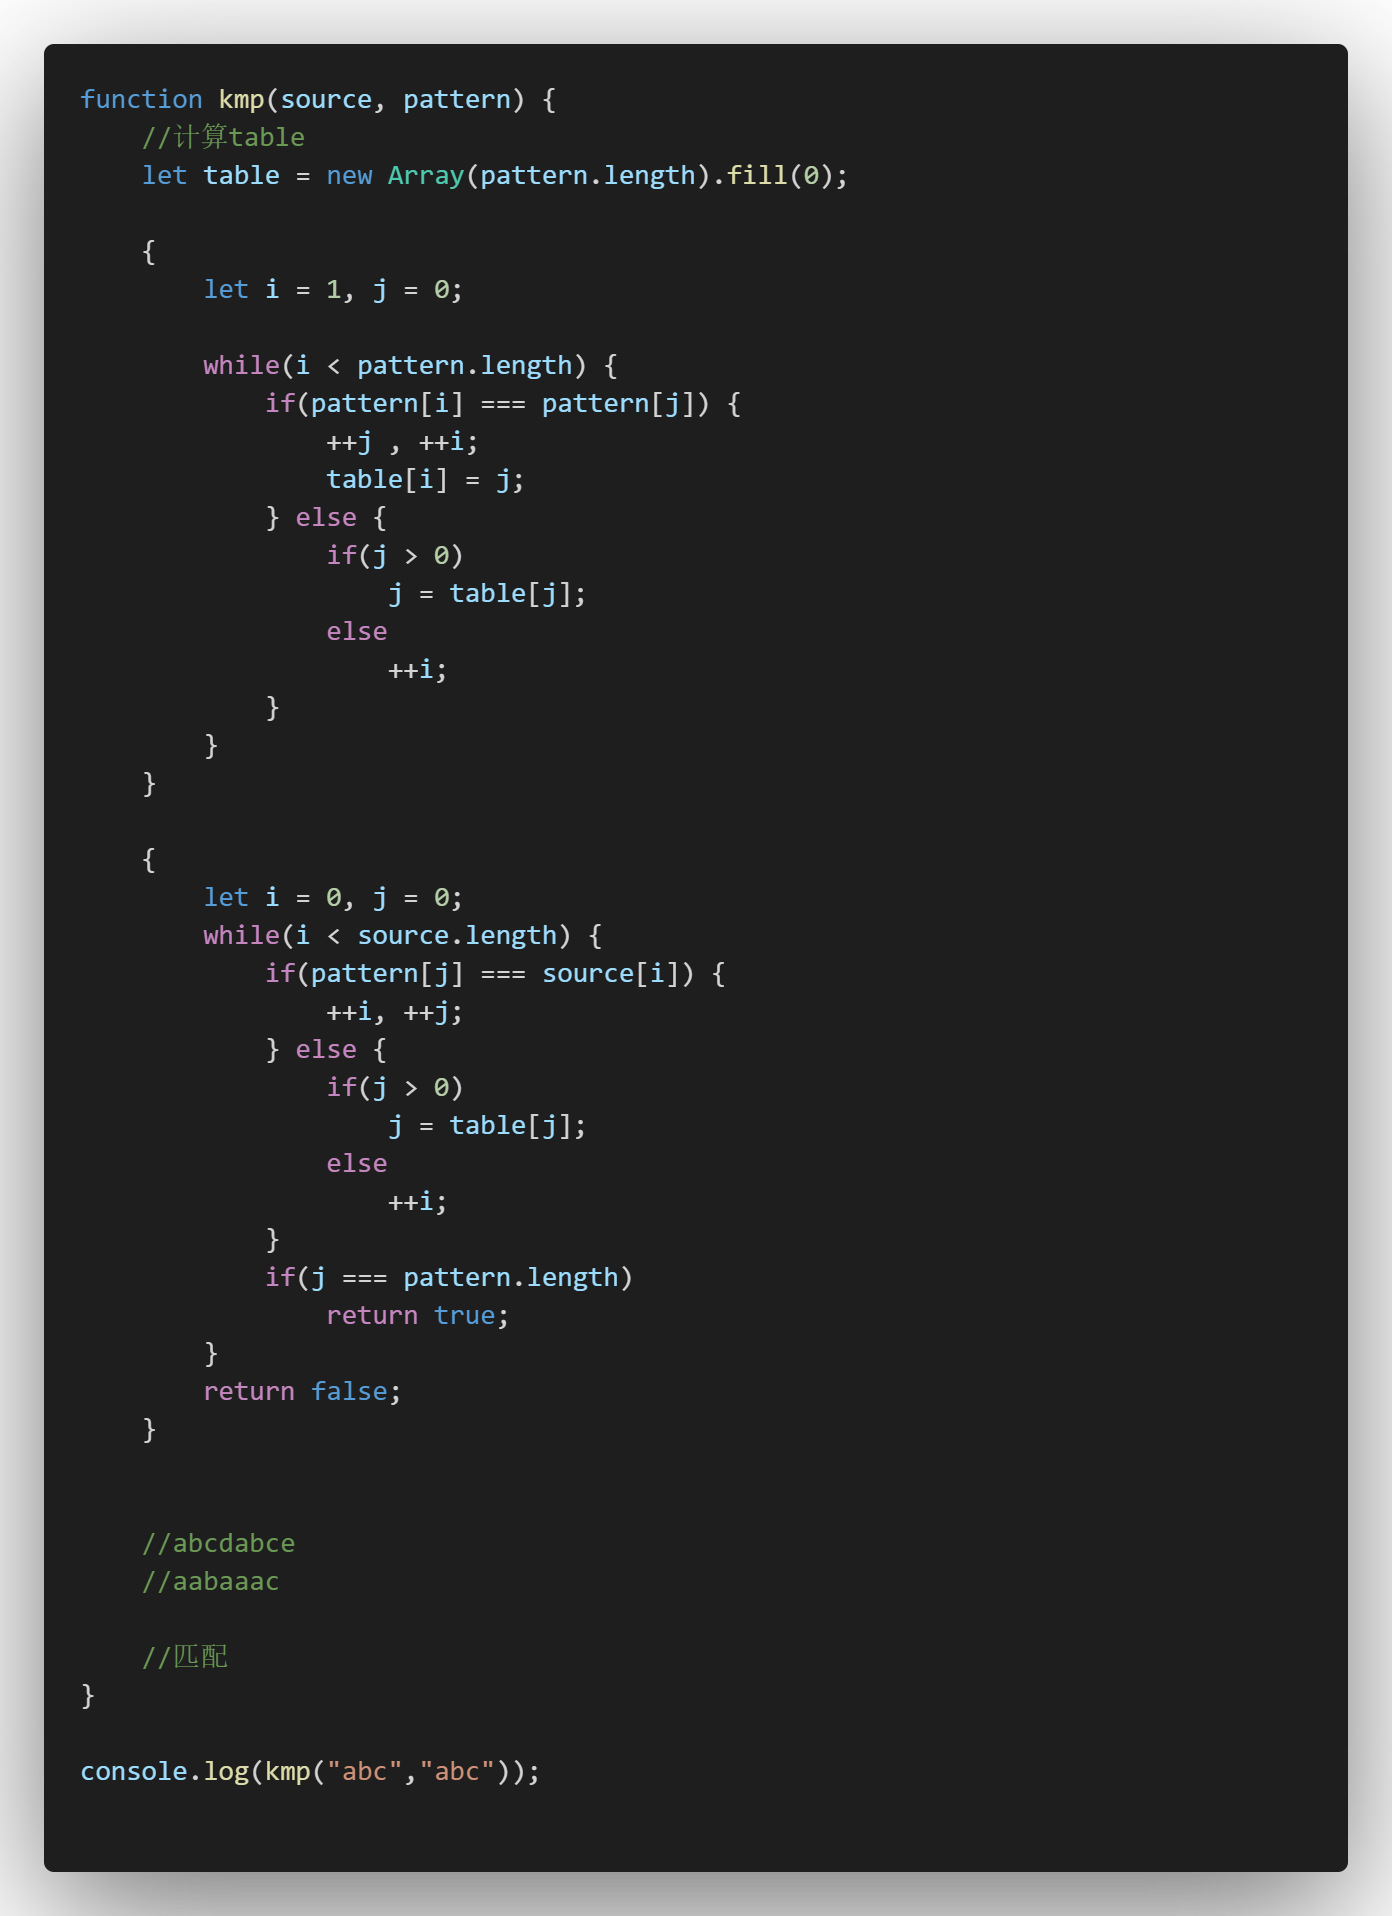 function kmp(source, pattern) {
    //计算table
    let table = new Array(pattern.length).fill(0);

    {
        let i = 1, j = 0;

        while(i < pattern.length) {
            if(pattern[i] === pattern[j]) {
                ++j , ++i;
                table[i] = j;
            } else {
                if(j > 0)
                    j = table[j];
                else
                    ++i;
            }
        }
    }

    {
        let i = 0, j = 0;
        while(i < source.length) {
            if(pattern[j] === source[i]) {
                ++i, ++j;
            } else {
                if(j > 0)
                    j = table[j];
                else
                    ++i;
            }
            if(j === pattern.length)
                return true;
        }
        return false;
    }


    //abcdabce
    //aabaaac

    //匹配
}

console.log(kmp("abc","abc"));